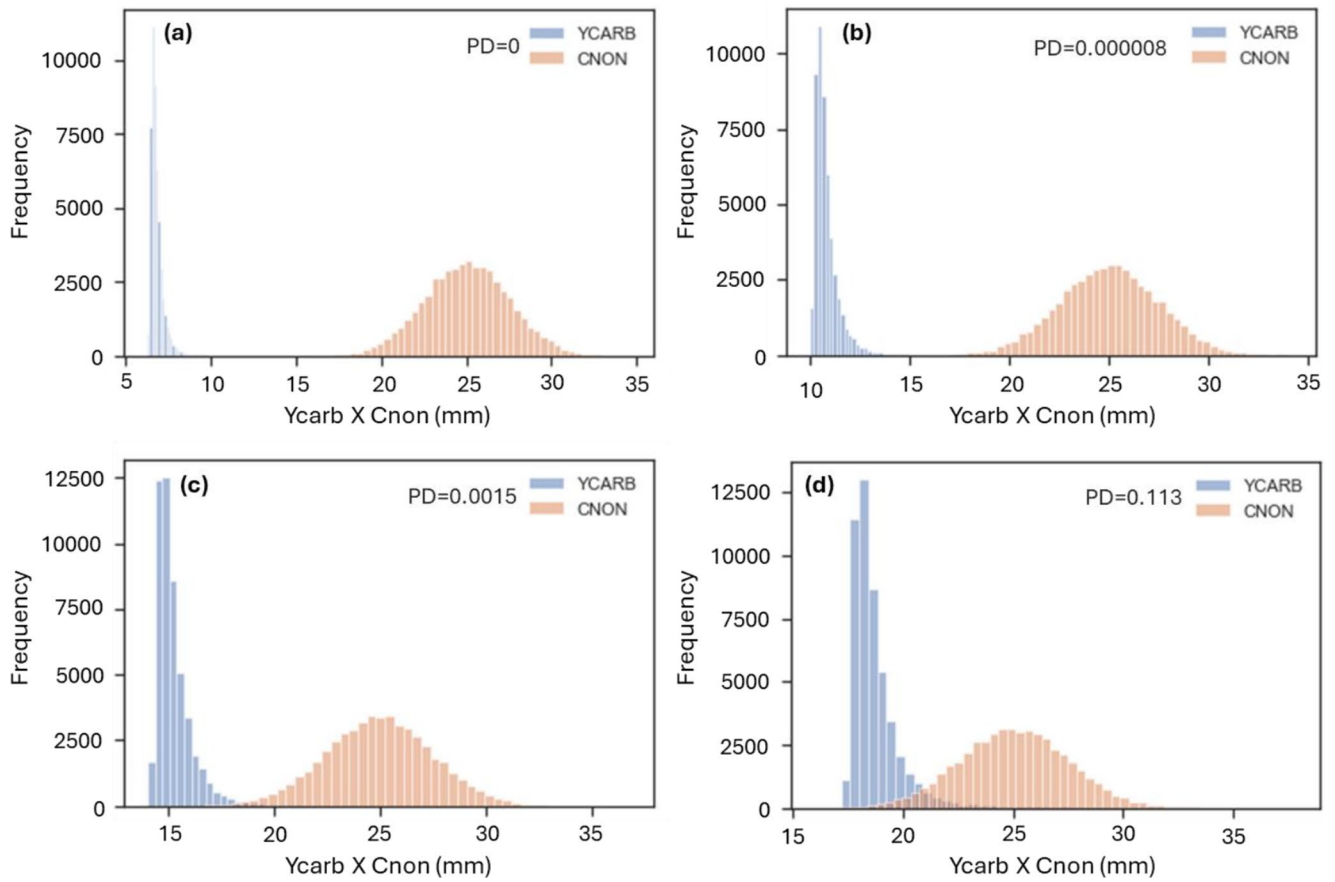 (a)
PD=0
YCARB
CNON
10000
7500
5000
2500
0
Frequency
5 10 15 20 25 30 35
Ycarb X Cnon (mm)
(b)
PD=0.000008
YCARB
CNON
10000
7500
5000
2500
0
Frequency
10 15 20 25 30 35
Ycarb X Cnon (mm)
(c)
PD=0.0015
YCARB
CNON
12500
10000
7500
5000
2500
0
Frequency
15 20 25 30 35
Ycarb X Cnon (mm)
(d)
PD=0.113
YCARB
CNON
12500
10000
7500
5000
2500
0
Frequency
15 20 25 30 35
Ycarb X Cnon (mm)